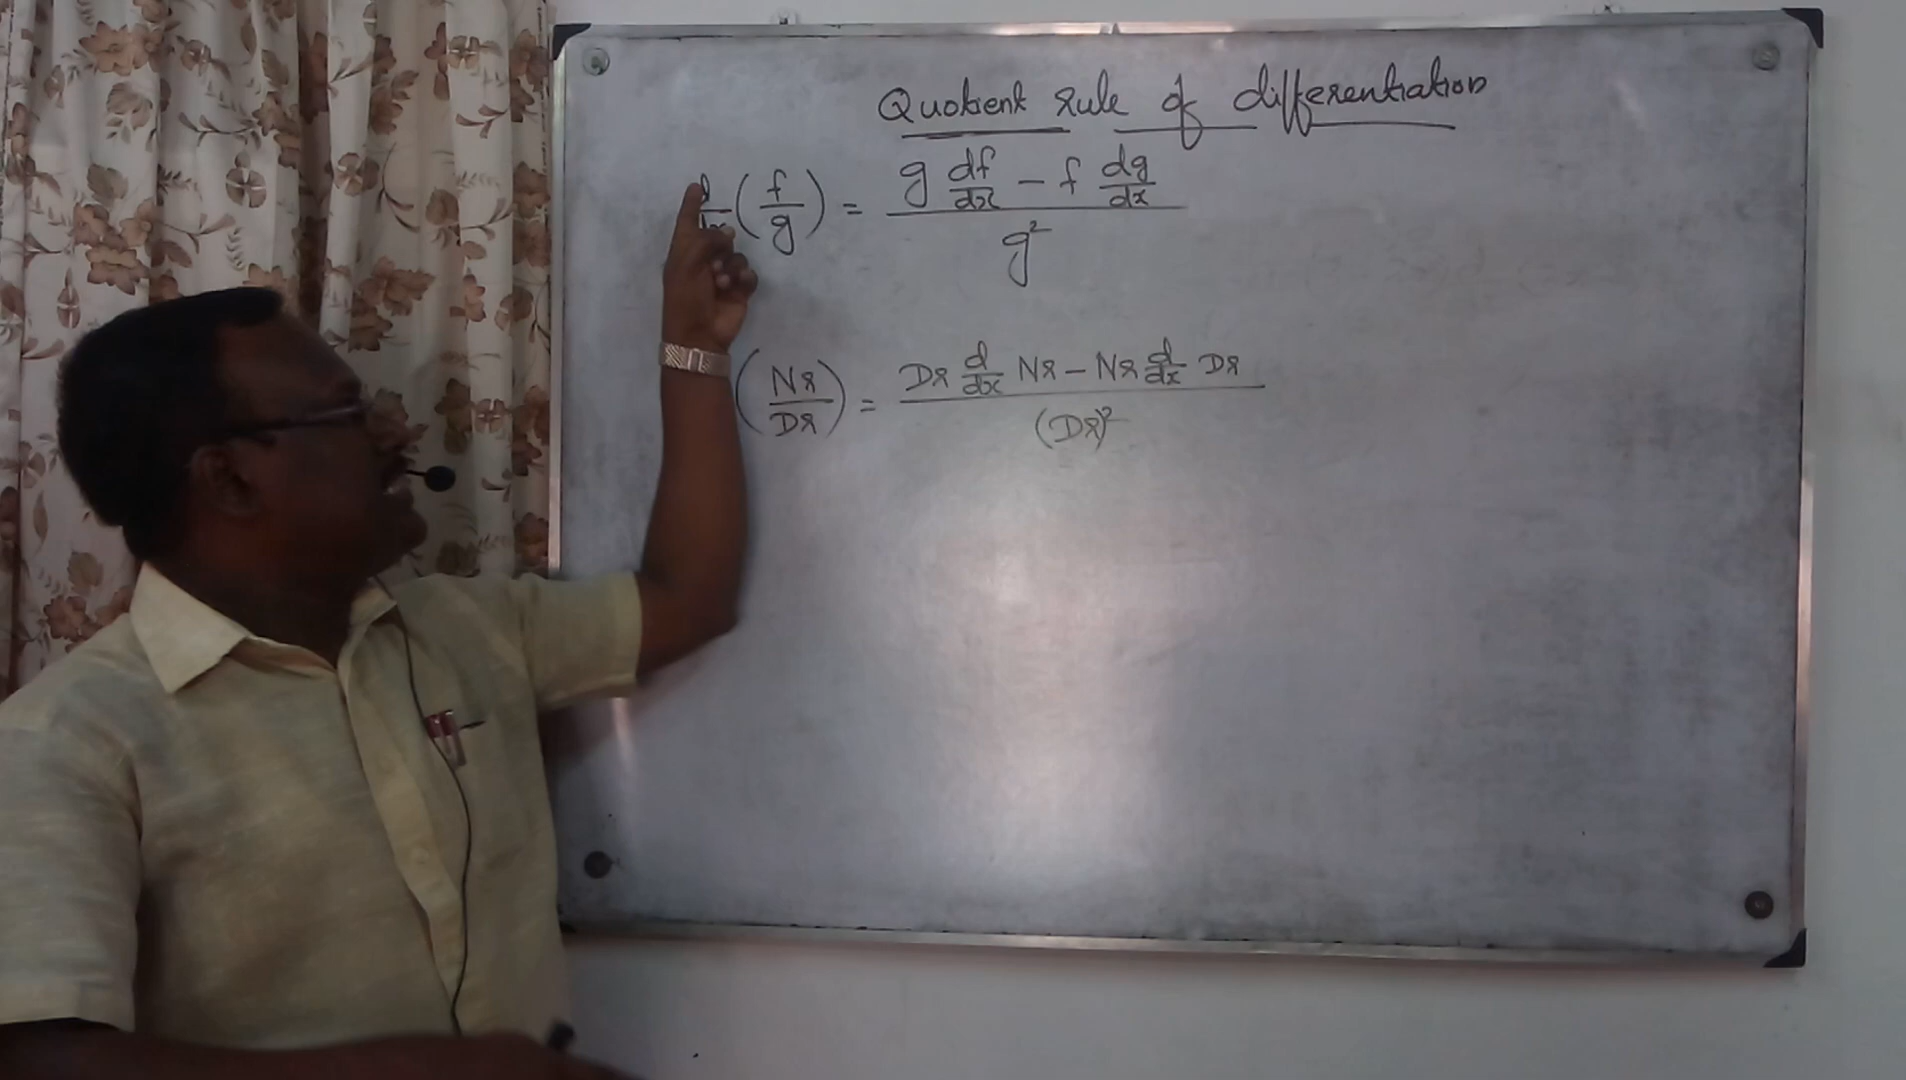 Quotient rule of differentiation
d/dx (f/g) = (g df/dx - f dg/dx) / g²
(Nr/Dr) = (Dr d/dx Nr - Nr d/dx Dr) / (Dr)²